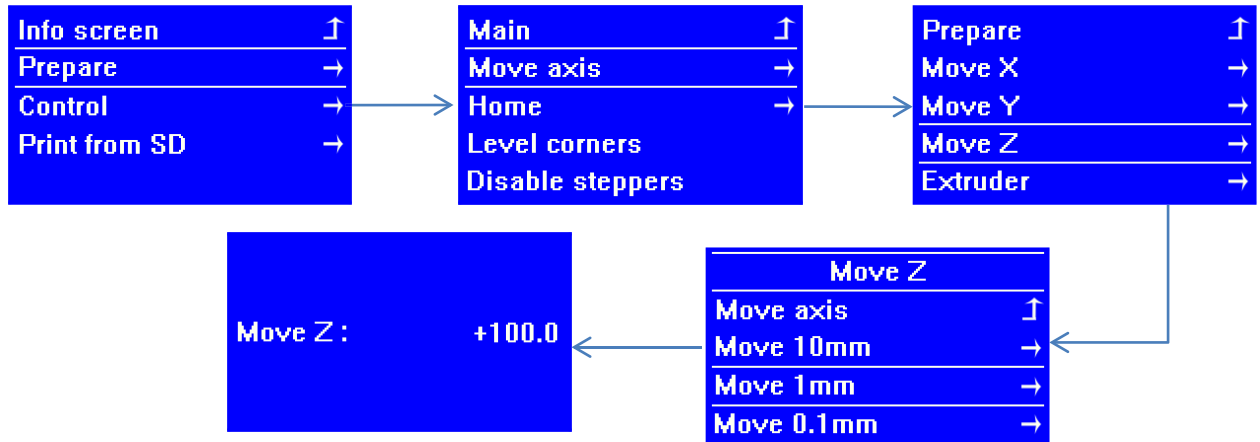 Info screen
Prepare →
Control →
Print from SD →
Main
Move axis →
Home →
Level corners
Disable steppers
Prepare
Move X →
Move Y →
Move Z →
Extruder →
Move Z :    +100.0
Move Z
Move axis
Move 10mm →
Move 1mm →
Move 0.1mm →